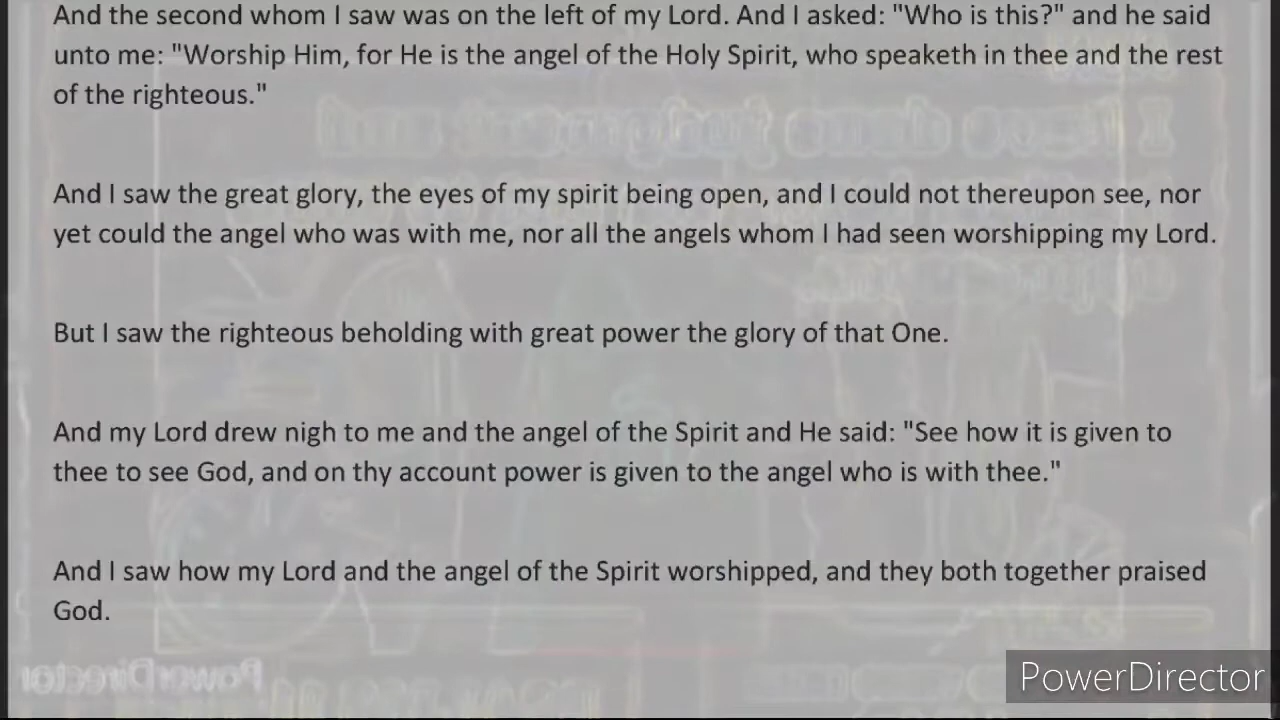 And the second whom I saw was on the left of my Lord. And I asked: "Who is this?" and he said
unto me: "Worship Him, for He is the angel of the Holy Spirit, who speaketh in thee and the rest
of the righteous."
And I saw the great glory, the eyes of my spirit being open, and I could not thereupon see, nor
yet could the angel who was with me, nor all the angels whom I had seen worshipping my Lord.
But I saw the righteous beholding with great power the glory of that One.
And my Lord drew nigh to me and the angel of the Spirit and He said: "See how it is given to
thee to see God, and on thy account power is given to the angel who is with thee."
And I saw how my Lord and the angel of the Spirit worshipped, and they both together praised
God.
PowerDirector
PowerDirector